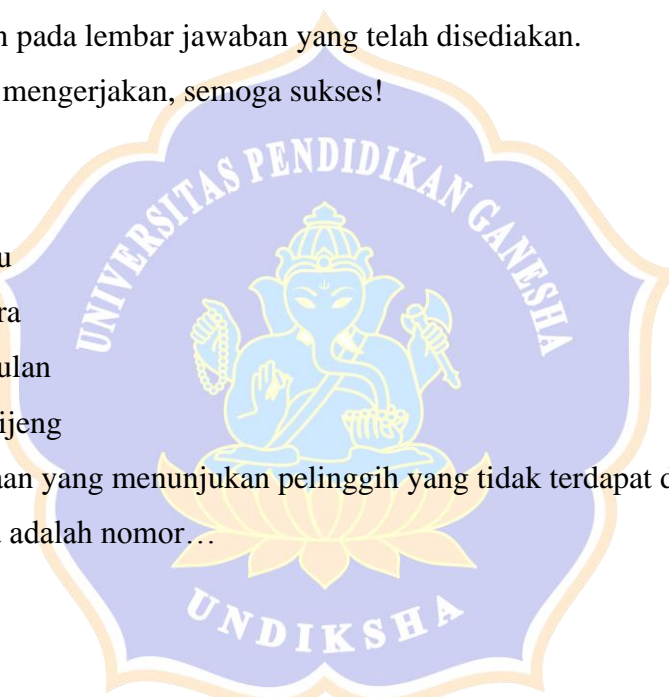 pada lembar jawaban yang telah disediakan.
mengerjakan, semoga sukses!
UNIVERSITAS PENDIDIKAN GANESHA
ra
ulan
ijeng
yang menunjukan pelinggih yang tidak terdapat
adalah nomor…
UNDIKSHA